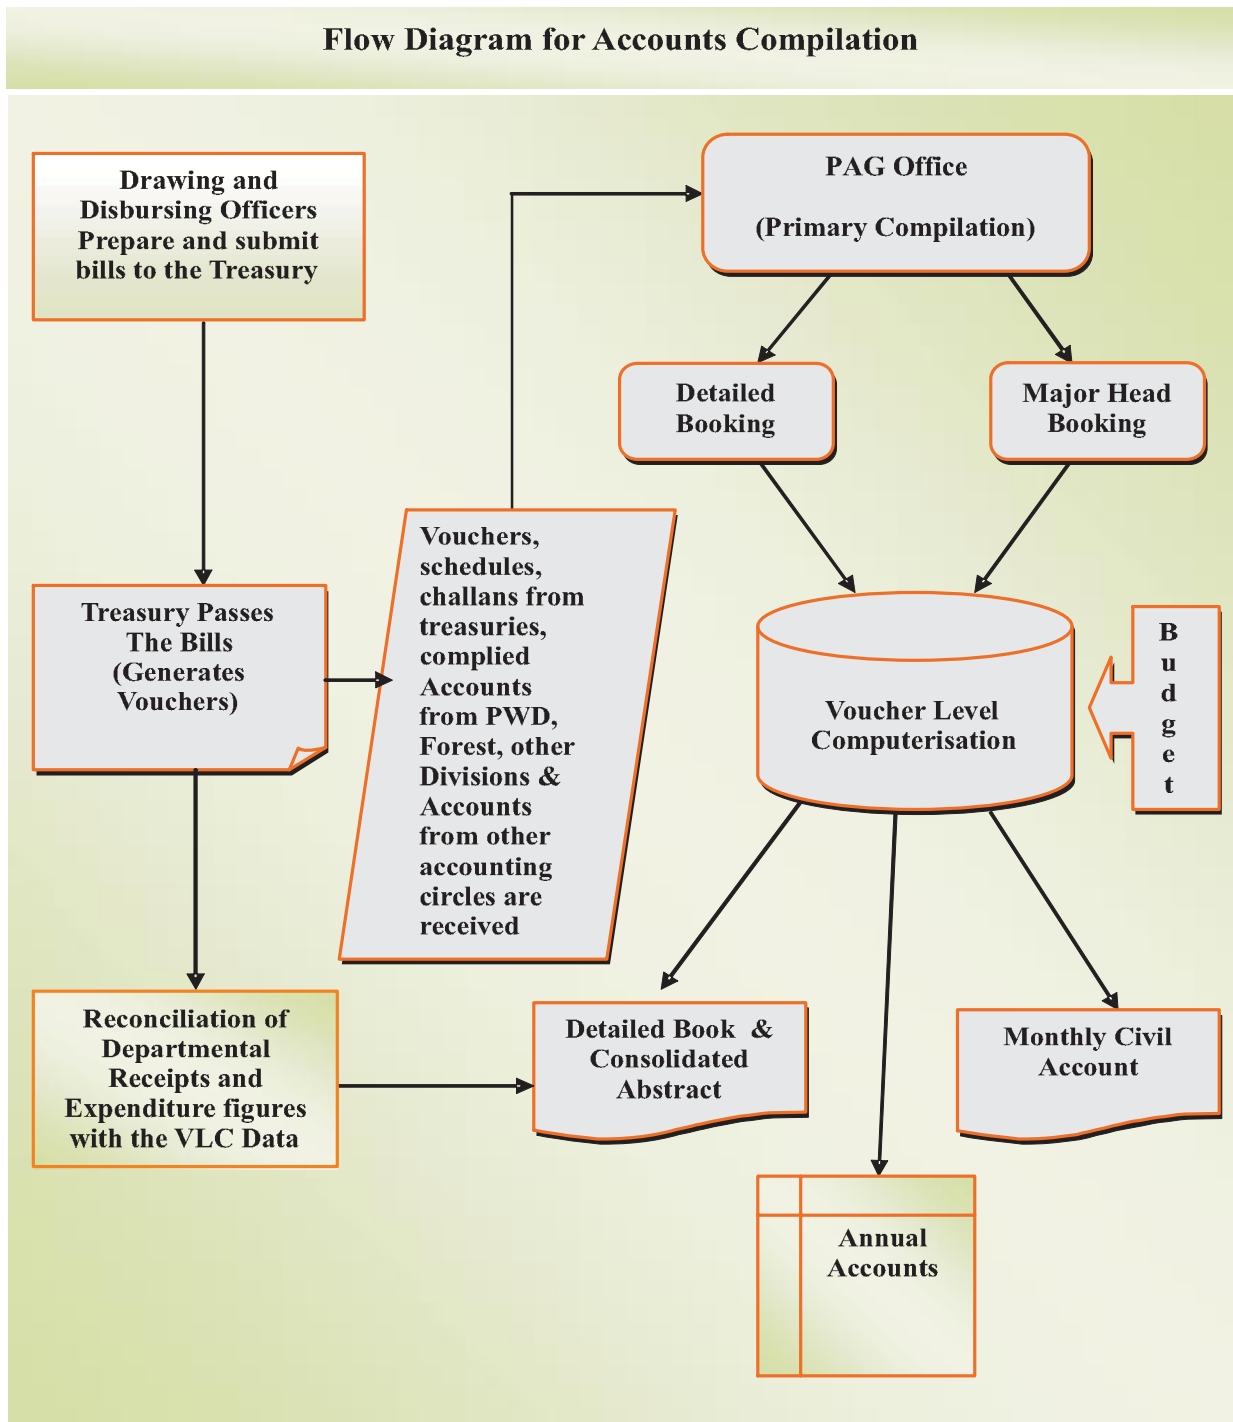 Flow Diagram for Accounts Compilation
Drawing and
Disbursing Officers
Prepare and submit
bills to the Treasury
PAG Office
(Primary Compilation)
Detailed
Booking
Major Head
Booking
Treasury Passes
The Bills
(Generates
Vouchers)
Vouchers,
schedules,
challans from
treasuries,
complied
Accounts
from PWD,
Forest, other
Divisions &
Accounts
from other
accounting
circles are
received
Voucher Level
Computerisation
B
u
d
g
e
t
Reconciliation of
Departmental
Receipts and
Expenditure figures
with the VLC Data
Detailed Book &
Consolidated
Abstract
Monthly Civil
Account
Annual
Accounts